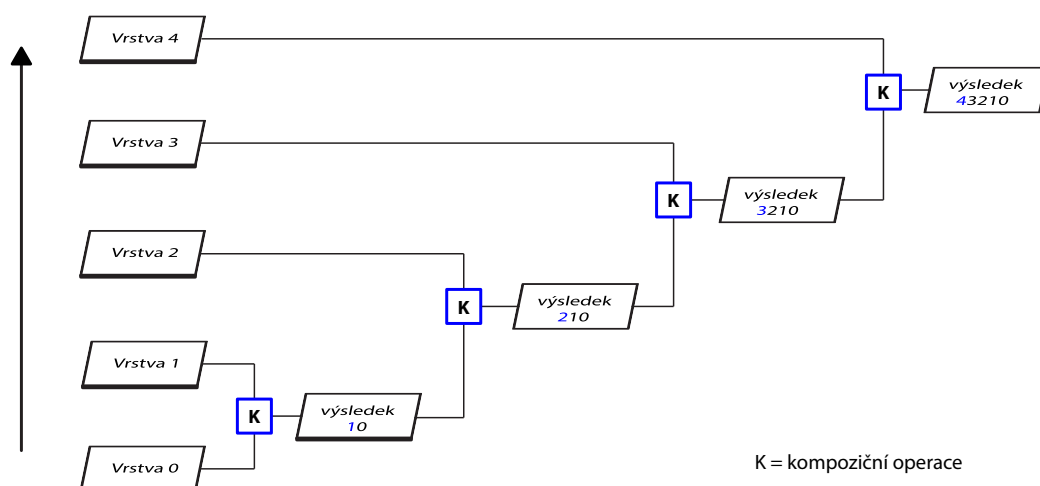 Vrstva 4
K
výsledek
43210
Vrstva 3
K
výsledek
3210
Vrstva 2
K
výsledek
210
Vrstva 1
K
výsledek
10
Vrstva 0
K = kompoziční operace